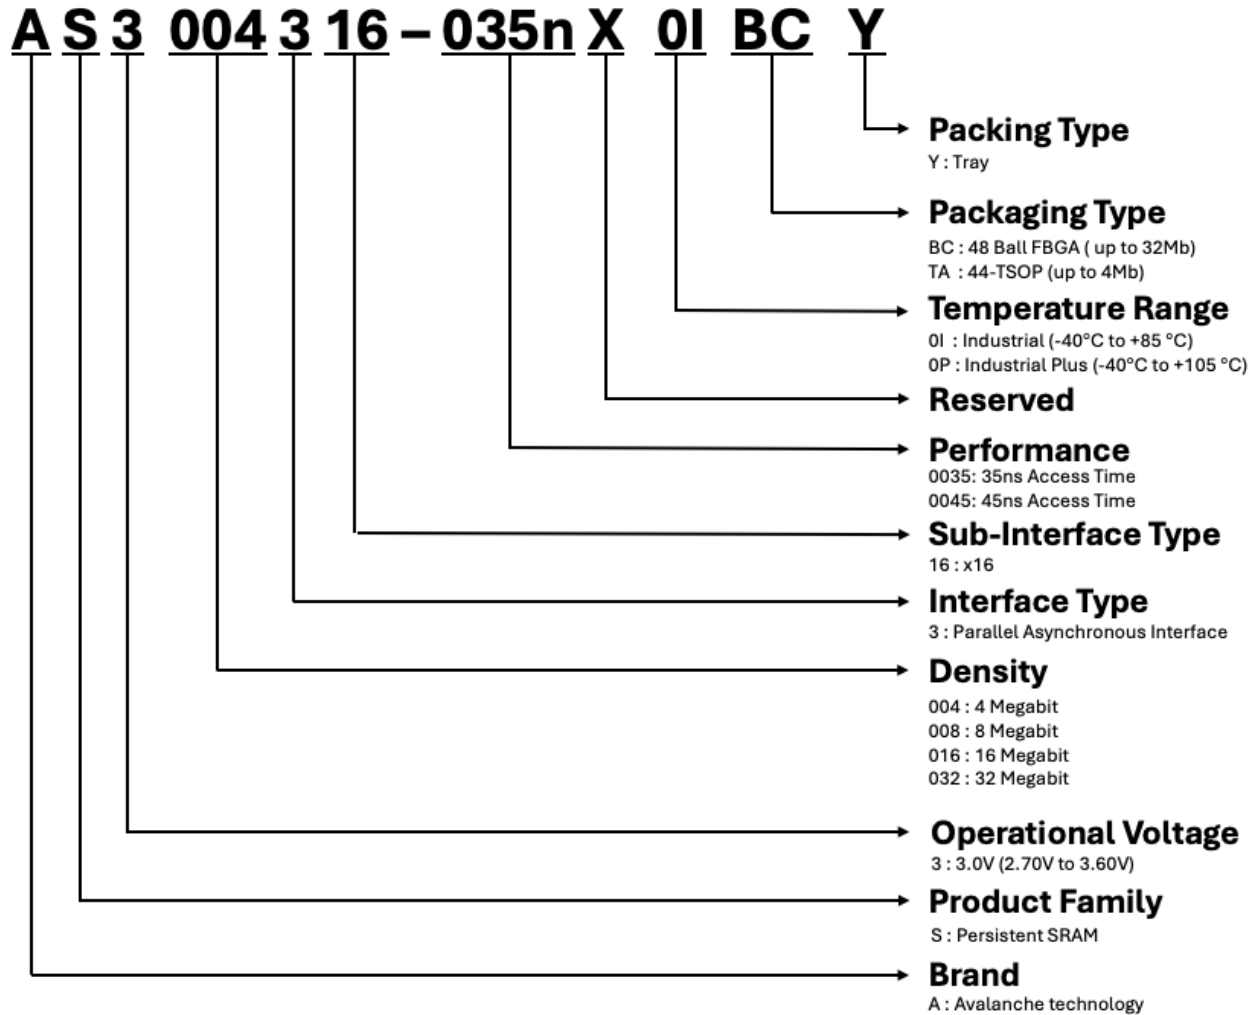 A S 3 004 3 16 – 035n X 0I BC Y
Packing Type
Y : Tray
Packaging Type
BC : 48 Ball FBGA ( up to 32Mb)
TA : 44-TSOP (up to 4Mb)
Temperature Range
0I : Industrial (-40°C to +85 °C)
0P : Industrial Plus (-40°C to +105 °C)
Reserved
Performance
0035: 35ns Access Time
0045: 45ns Access Time
Sub-Interface Type
16 : x16
Interface Type
3 : Parallel Asynchronous Interface
Density
004 : 4 Megabit
008 : 8 Megabit
016 : 16 Megabit
032 : 32 Megabit
Operational Voltage
3 : 3.0V (2.70V to 3.60V)
Product Family
S : Persistent SRAM
Brand
A : Avalanche technology